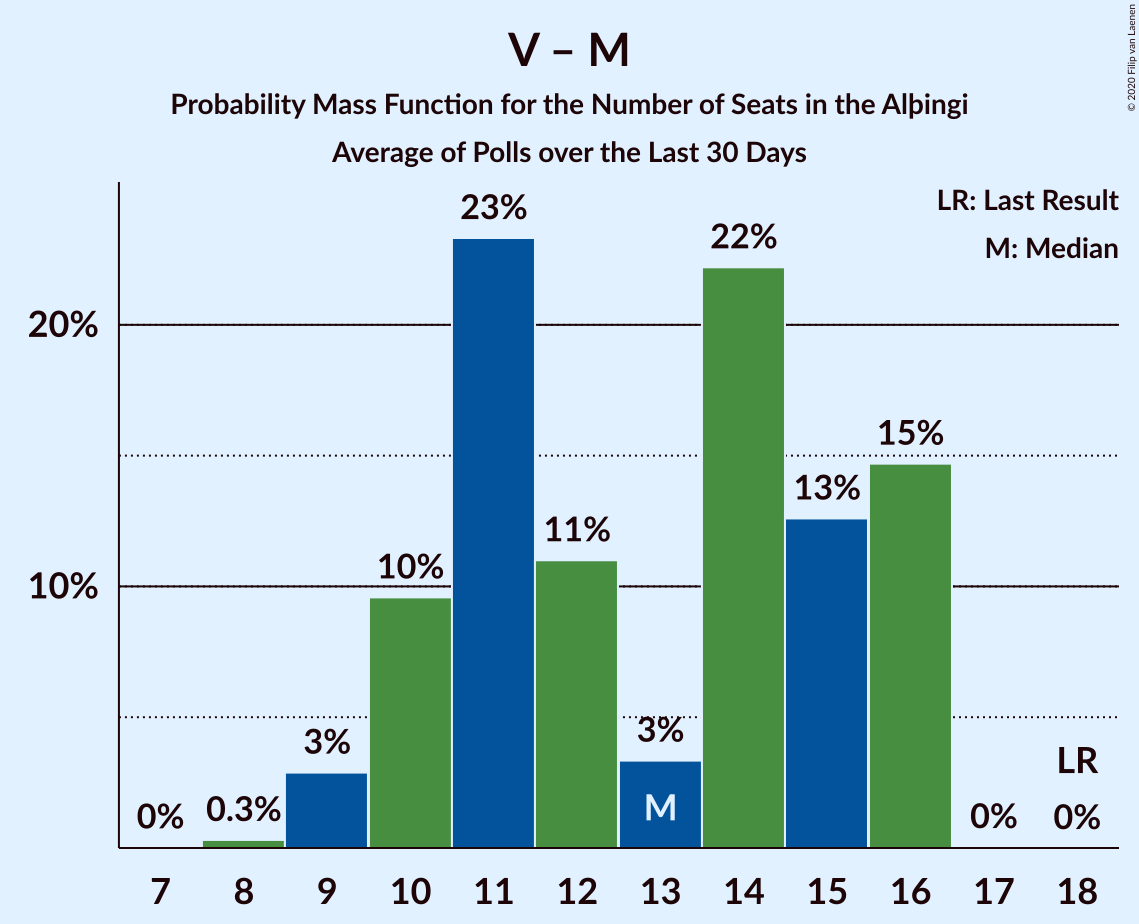 V – M
Probability Mass Function for the Number of Seats in the Alþingi
Average of Polls over the Last 30 Days
© 2020 Filip van Laenen
LR: Last Result
M: Median
20%
10%
0%
0.3%
3%
10%
23%
11%
3%
M
22%
13%
15%
0%
LR
0%
7 8 9 10 11 12 13 14 15 16 17 18